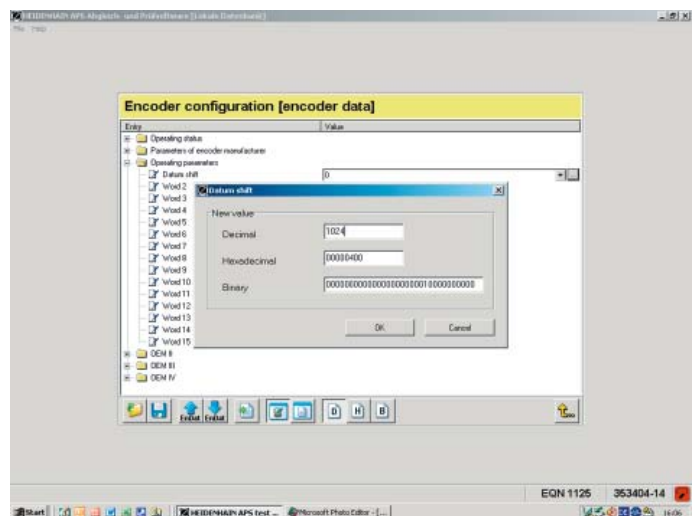 HEIDENHAIN APS Abgleich- und Prüfsoftware [Lokale Datenbank]
File Help
Encoder configuration [encoder data]
Entry Value
Operating status
Parameters of encoder manufacturer
Operating parameters
Datum shift 0
Word 2
Word 3
Word 4
Word 5
Word 6
Word 7
Word 8
Word 9
Word 10
Word 11
Word 12
Word 13
Word 14
Word 15
OEM II
OEM III
OEM IV
Datum shift
New value
Decimal 1024
Hexadecimal 00000400
Binary 00000000000000000000010000000000
OK Cancel
EnDat EnDat D H B
EQN 1125 353404-14
Start HEIDENHAIN APS test ... Microsoft Photo Editor - [...] 16:06